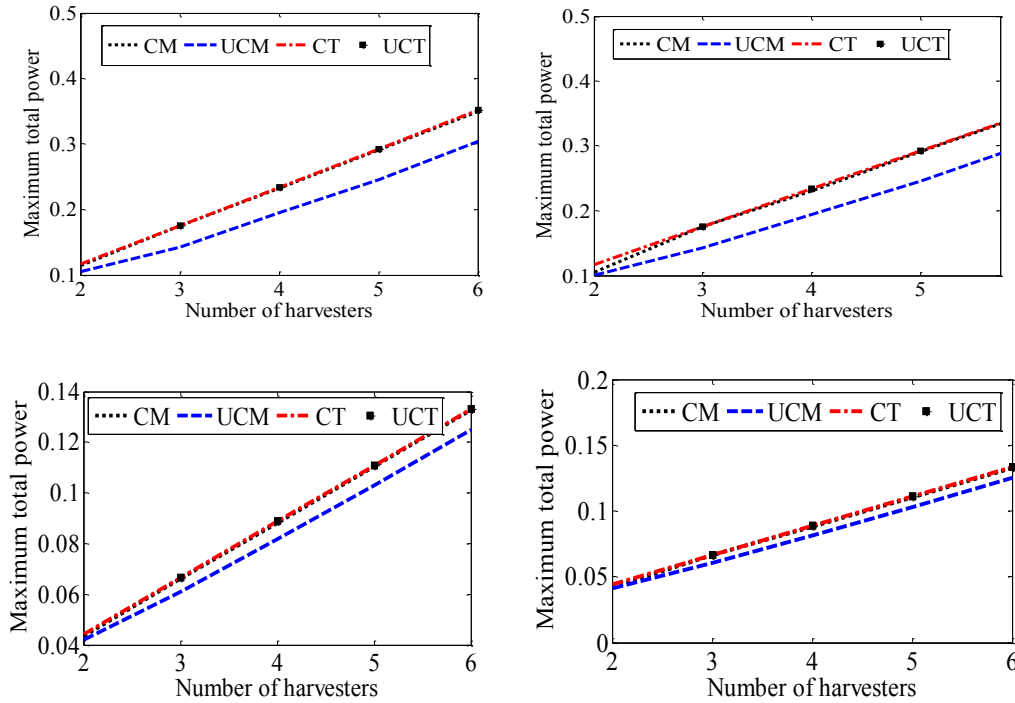 0.5
CM UCM CT UCT
0.4
0.3
0.2
0.1
Maximum total power
2 3 4 5 6
Number of harvesters
0.5
CM UCM CT UCT
0.4
0.3
0.2
0.1
Maximum total power
2 3 4 5
Number of harvesters
0.14
CM UCM CT UCT
0.12
0.1
0.08
0.06
0.04
Maximum total power
2 3 4 5 6
Number of harvesters
0.2
CM UCM CT UCT
0.15
0.1
0.05
0
Maximum total power
2 3 4 5 6
Number of harvesters